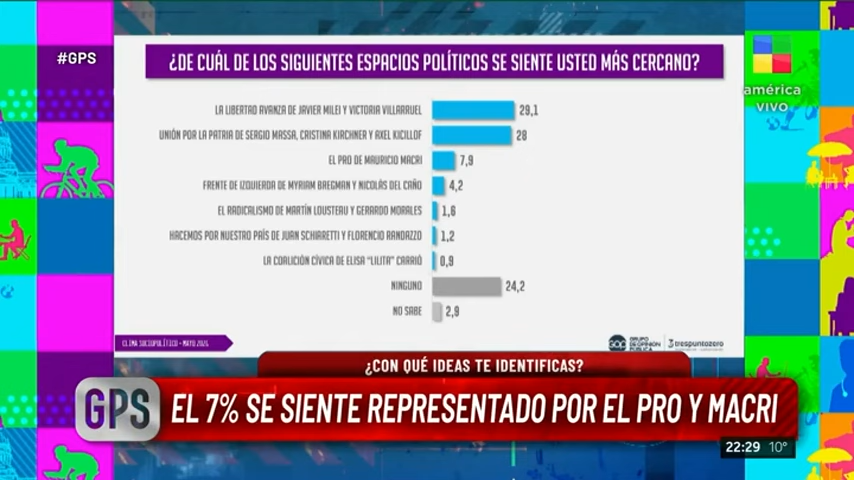 #GPS
¿DE CUÁL DE LOS SIGUIENTES ESPACIOS POLÍTICOS SE SIENTE USTED MÁS CERCANO?
américa
VIVO
LA LIBERTAD AVANZA DE JAVIER MILEI Y VICTORIA VILLARRUEL 29,1
UNIÓN POR LA PATRIA DE SERGIO MASSA, CRISTINA KIRCHNER Y AXEL KICILLOF 28
EL PRO DE MAURICIO MACRI 7,9
FRENTE DE IZQUIERDA DE MYRIAM BREGMAN Y NICOLÁS DEL CAÑO 4,2
EL RADICALISMO DE MARTÍN LOUSTEAU Y GERARDO MORALES 1,6
HACEMOS POR NUESTRO PAÍS DE JUAN SCHIARETTI Y FLORENCIO RANDAZZO 1,2
LA COALICIÓN CÍVICA DE ELISA "LILITA" CARRIÓ 0,9
NINGUNO 24,2
NO SABE 2,9
CLIMA SOCIOPOLÍTICO - MAYO
GRUPO
DE OPINIÓN
PÚBLICA
trespuntozero
¿CON QUÉ IDEAS TE IDENTIFICAS?
GPS
EL 7% SE SIENTE REPRESENTADO POR EL PRO Y MACRI
22:29 10°